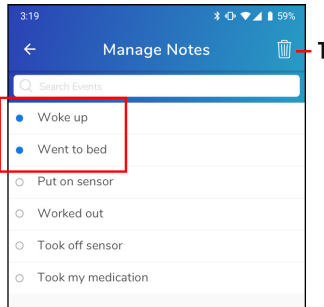 3:19 59%
Manage Notes
T
Search Events
Woke up
Went to bed
Put on sensor
Worked out
Took off sensor
Took my medication